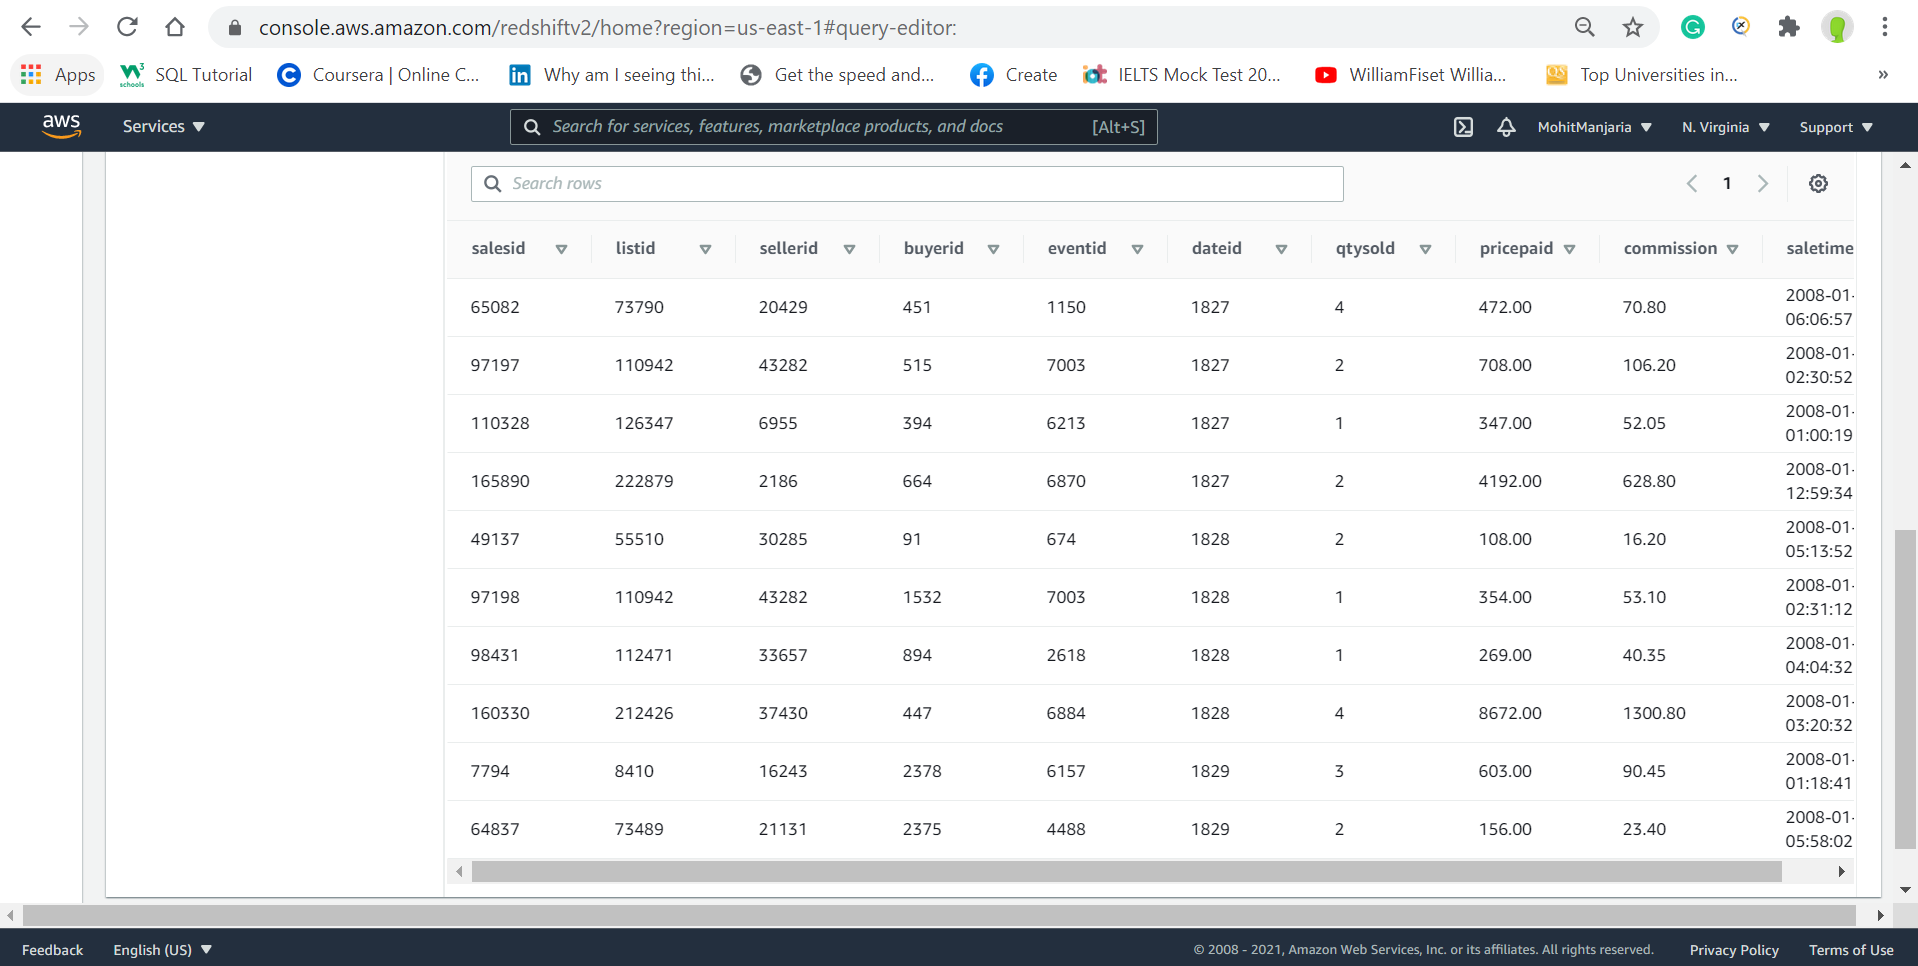 console.aws.amazon.com/redshiftv2/home?region=us-east-1#query-editor:
Apps W3 schools SQL Tutorial Coursera | Online C... in Why am I seeing thi... Get the speed and... Create IELTS Mock Test 20... WilliamFiset Willia... QS Top Universities in... »
aws Services Search for services, features, marketplace products, and docs [Alt+S] MohitManjaria N. Virginia Support
Search rows 1
salesid listid sellerid buyerid eventid dateid qtysold pricepaid commission saletime
65082 73790 20429 451 1150 1827 4 472.00 70.80 2008-01-
06:06:57
97197 110942 43282 515 7003 1827 2 708.00 106.20 2008-01-
02:30:52
110328 126347 6955 394 6213 1827 1 347.00 52.05 2008-01-
01:00:19
165890 222879 2186 664 6870 1827 2 4192.00 628.80 2008-01-
12:59:34
49137 55510 30285 91 674 1828 2 108.00 16.20 2008-01-
05:13:52
97198 110942 43282 1532 7003 1828 1 354.00 53.10 2008-01-
02:31:12
98431 112471 33657 894 2618 1828 1 269.00 40.35 2008-01-
04:04:32
160330 212426 37430 447 6884 1828 4 8672.00 1300.80 2008-01-
03:20:32
7794 8410 16243 2378 6157 1829 3 603.00 90.45 2008-01-
01:18:41
64837 73489 21131 2375 4488 1829 2 156.00 23.40 2008-01-
05:58:02
Feedback English (US) © 2008 - 2021, Amazon Web Services, Inc. or its affiliates. All rights reserved. Privacy Policy Terms of Use